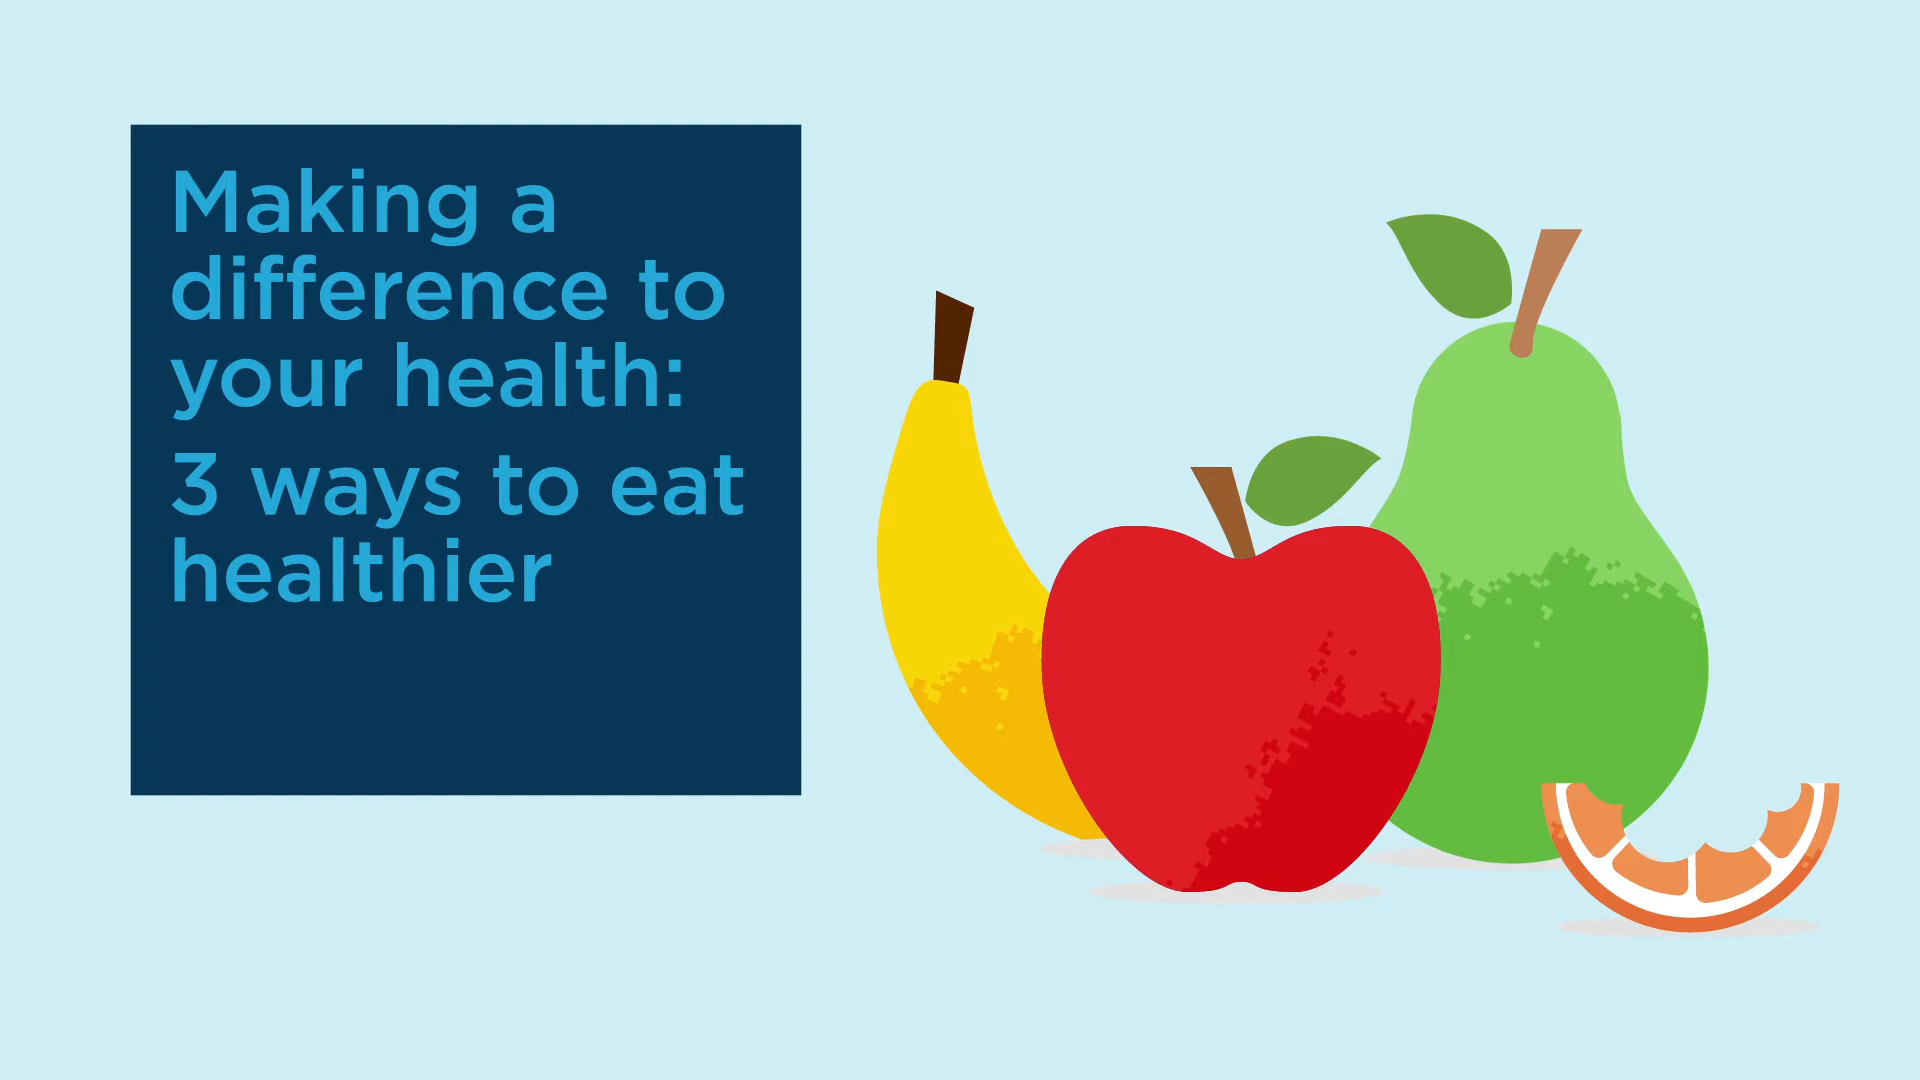 Making a
difference to
your health:
3 ways to eat
healthier